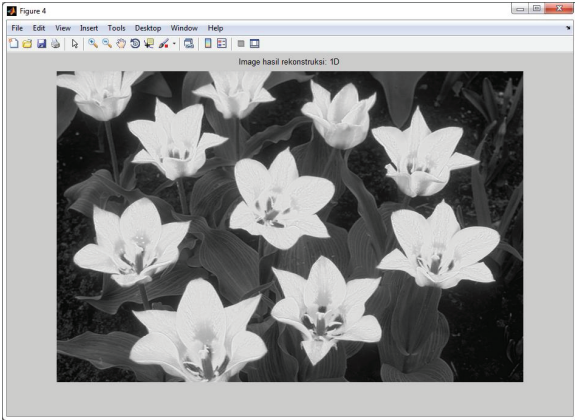 Figure 4
File Edit View Insert Tools Desktop Window Help
Image hasil rekonstruksi: 1D